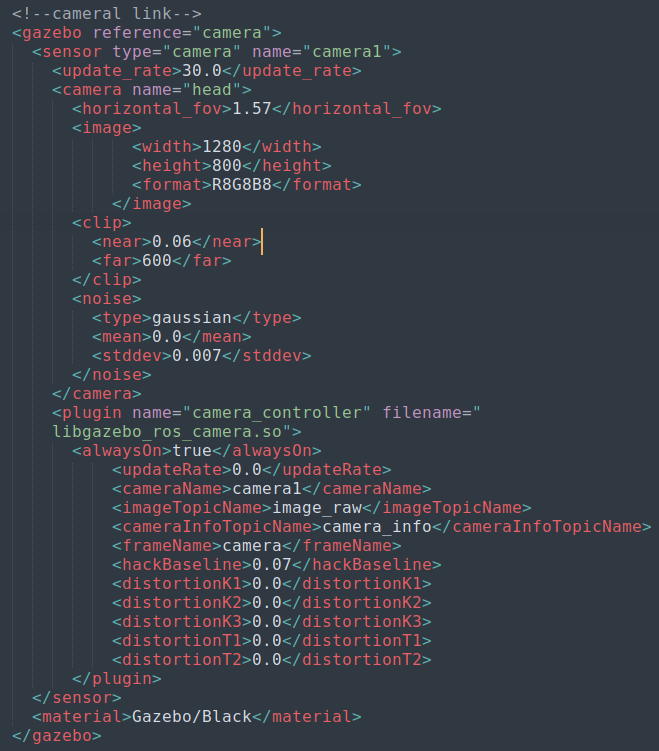 <!--cameral link-->
<gazebo reference="camera">
<sensor type="camera" name="camera1">
<update_rate>30.0</update_rate>
<camera name="head">
<horizontal_fov>1.57</horizontal_fov>
<image>
<width>1280</width>
<height>800</height>
<format>R8G8B8</format>
</image>
<clip>
<near>0.06</near>
<far>600</far>
</clip>
<noise>
<type>gaussian</type>
<mean>0.0</mean>
<stddev>0.007</stddev>
</noise>
</camera>
<plugin name="camera_controller" filename="
libgazebo_ros_camera.so">
<alwaysOn>true</alwaysOn>
<updateRate>0.0</updateRate>
<cameraName>camera1</cameraName>
<imageTopicName>image_raw</imageTopicName>
<cameraInfoTopicName>camera_info</cameraInfoTopicName>
<frameName>camera</frameName>
<hackBaseline>0.07</hackBaseline>
<distortionK1>0.0</distortionK1>
<distortionK2>0.0</distortionK2>
<distortionK3>0.0</distortionK3>
<distortionT1>0.0</distortionT1>
<distortionT2>0.0</distortionT2>
</plugin>
</sensor>
<material>Gazebo/Black</material>
</gazebo>